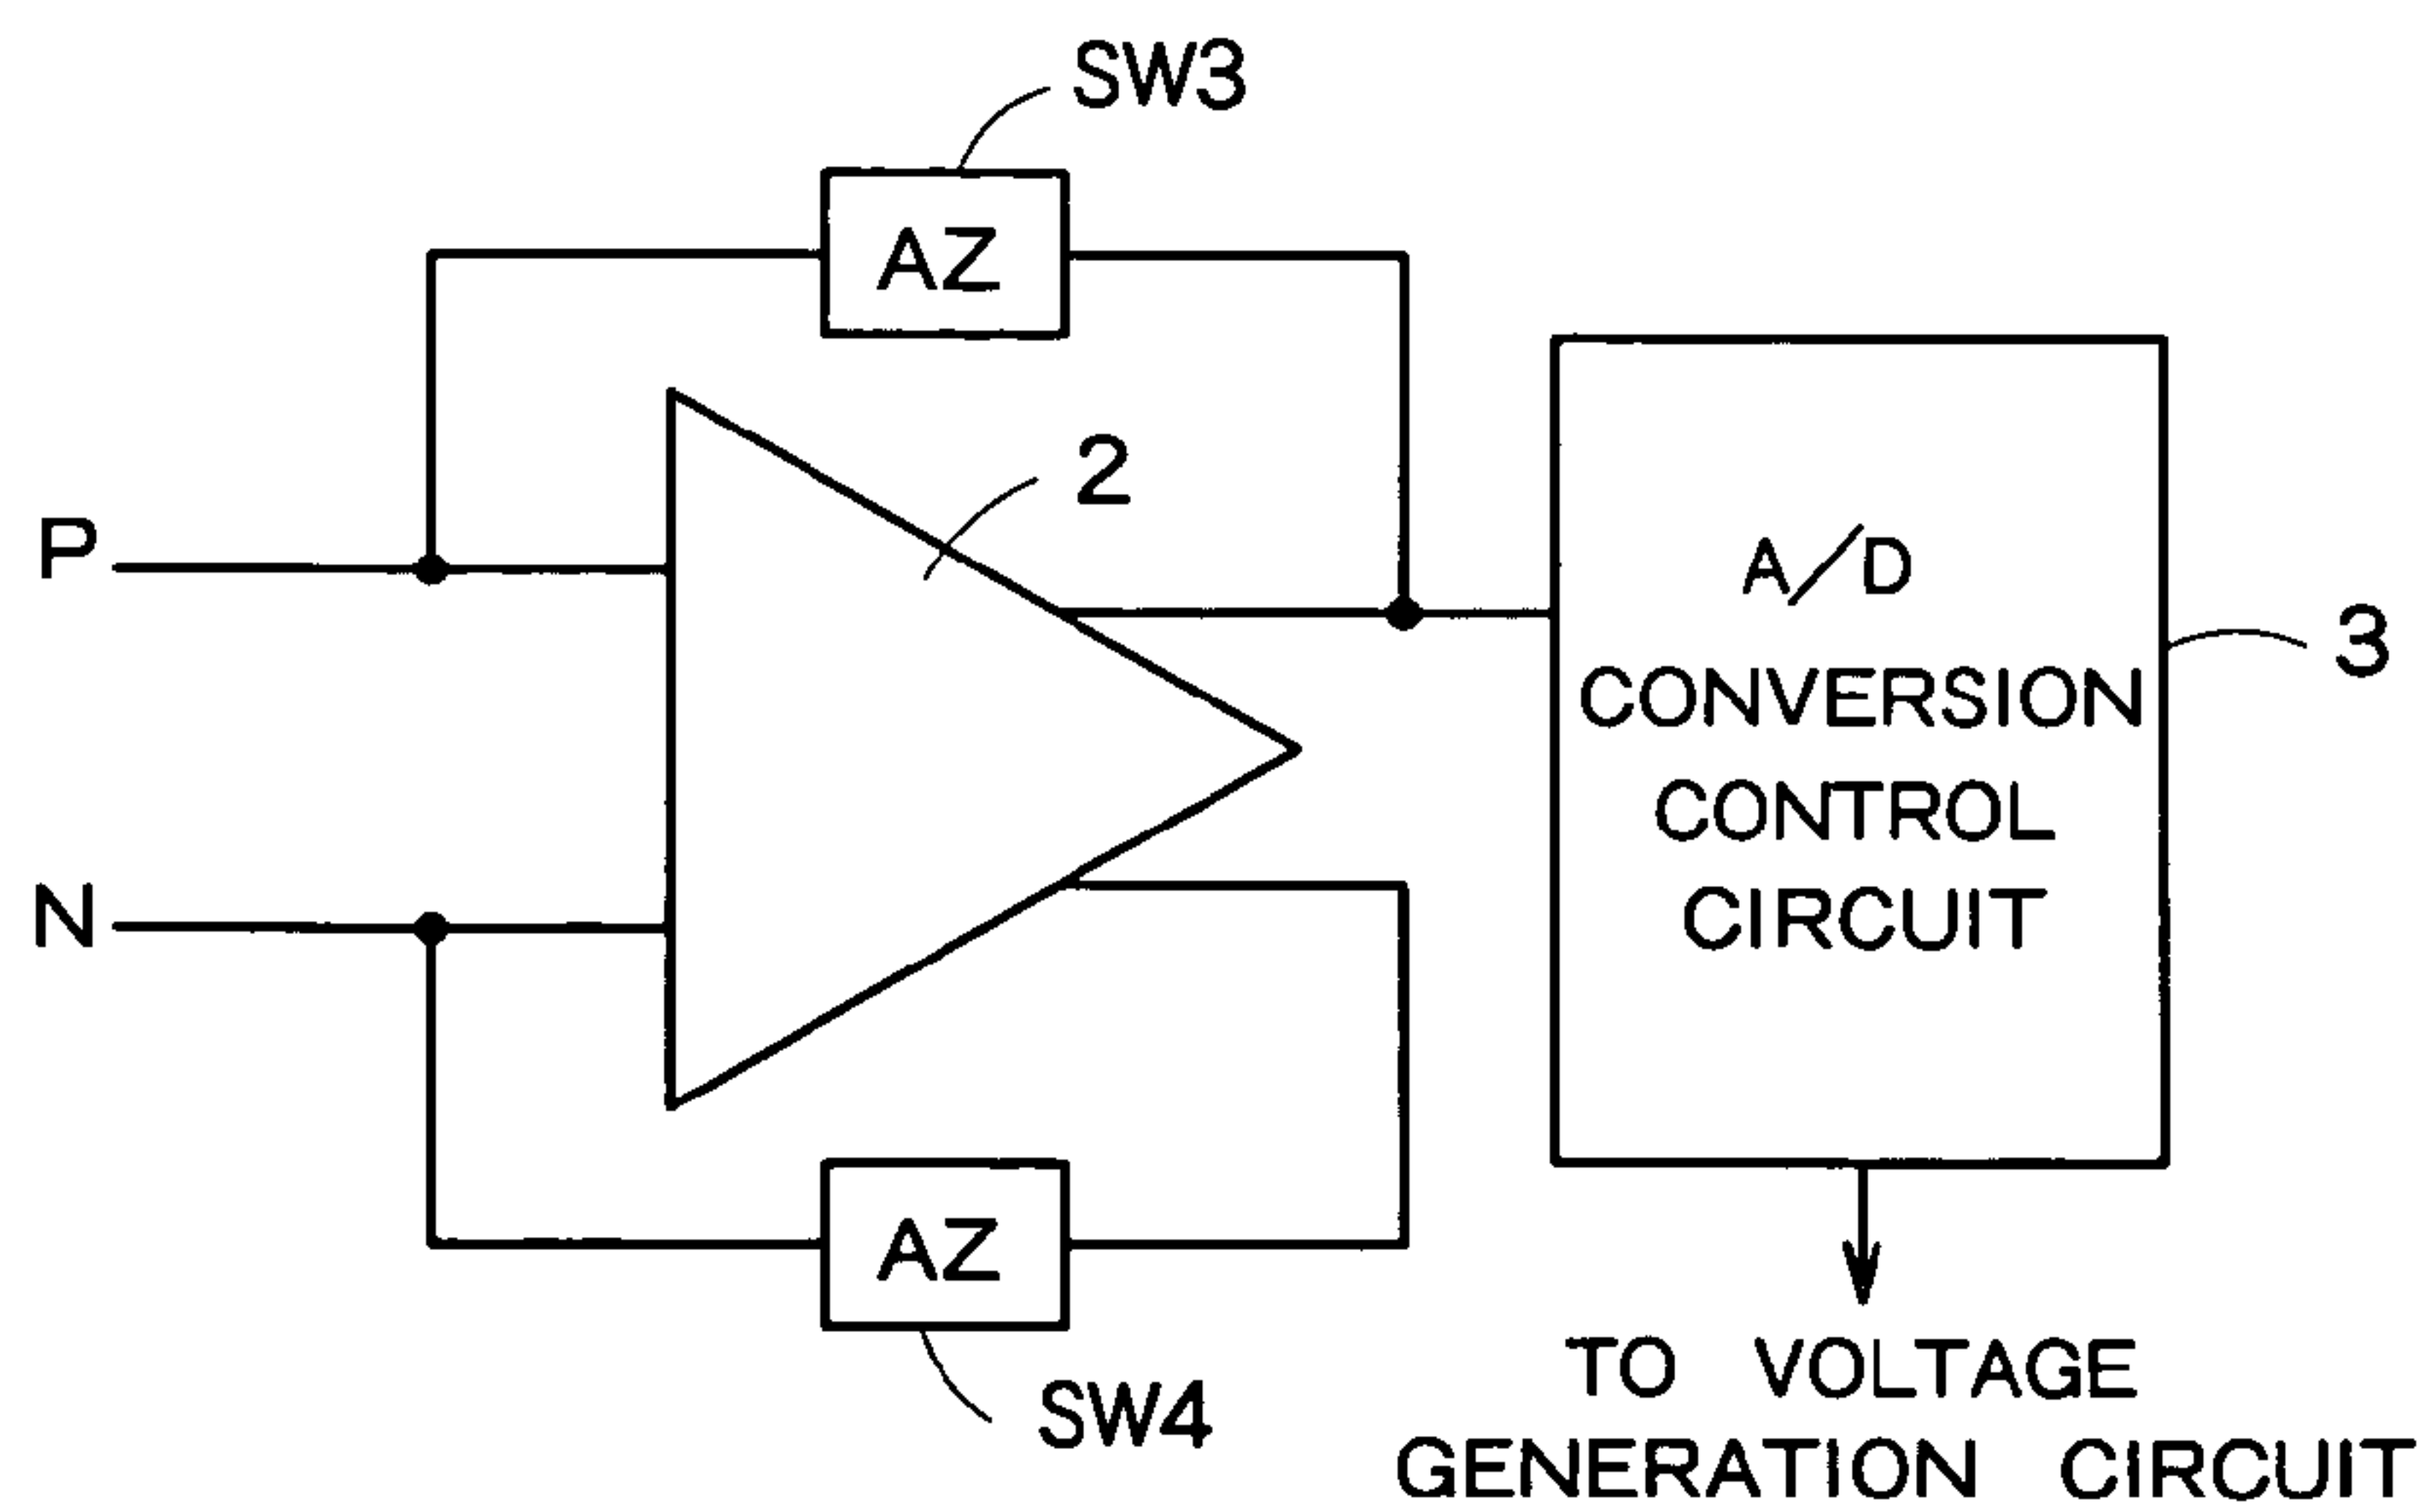 SW3
AZ
2
P
A/D
CONVERSION
CONTROL
CIRCUIT
3
N
AZ
SW4
TO VOLTAGE
GENERATION CIRCUIT